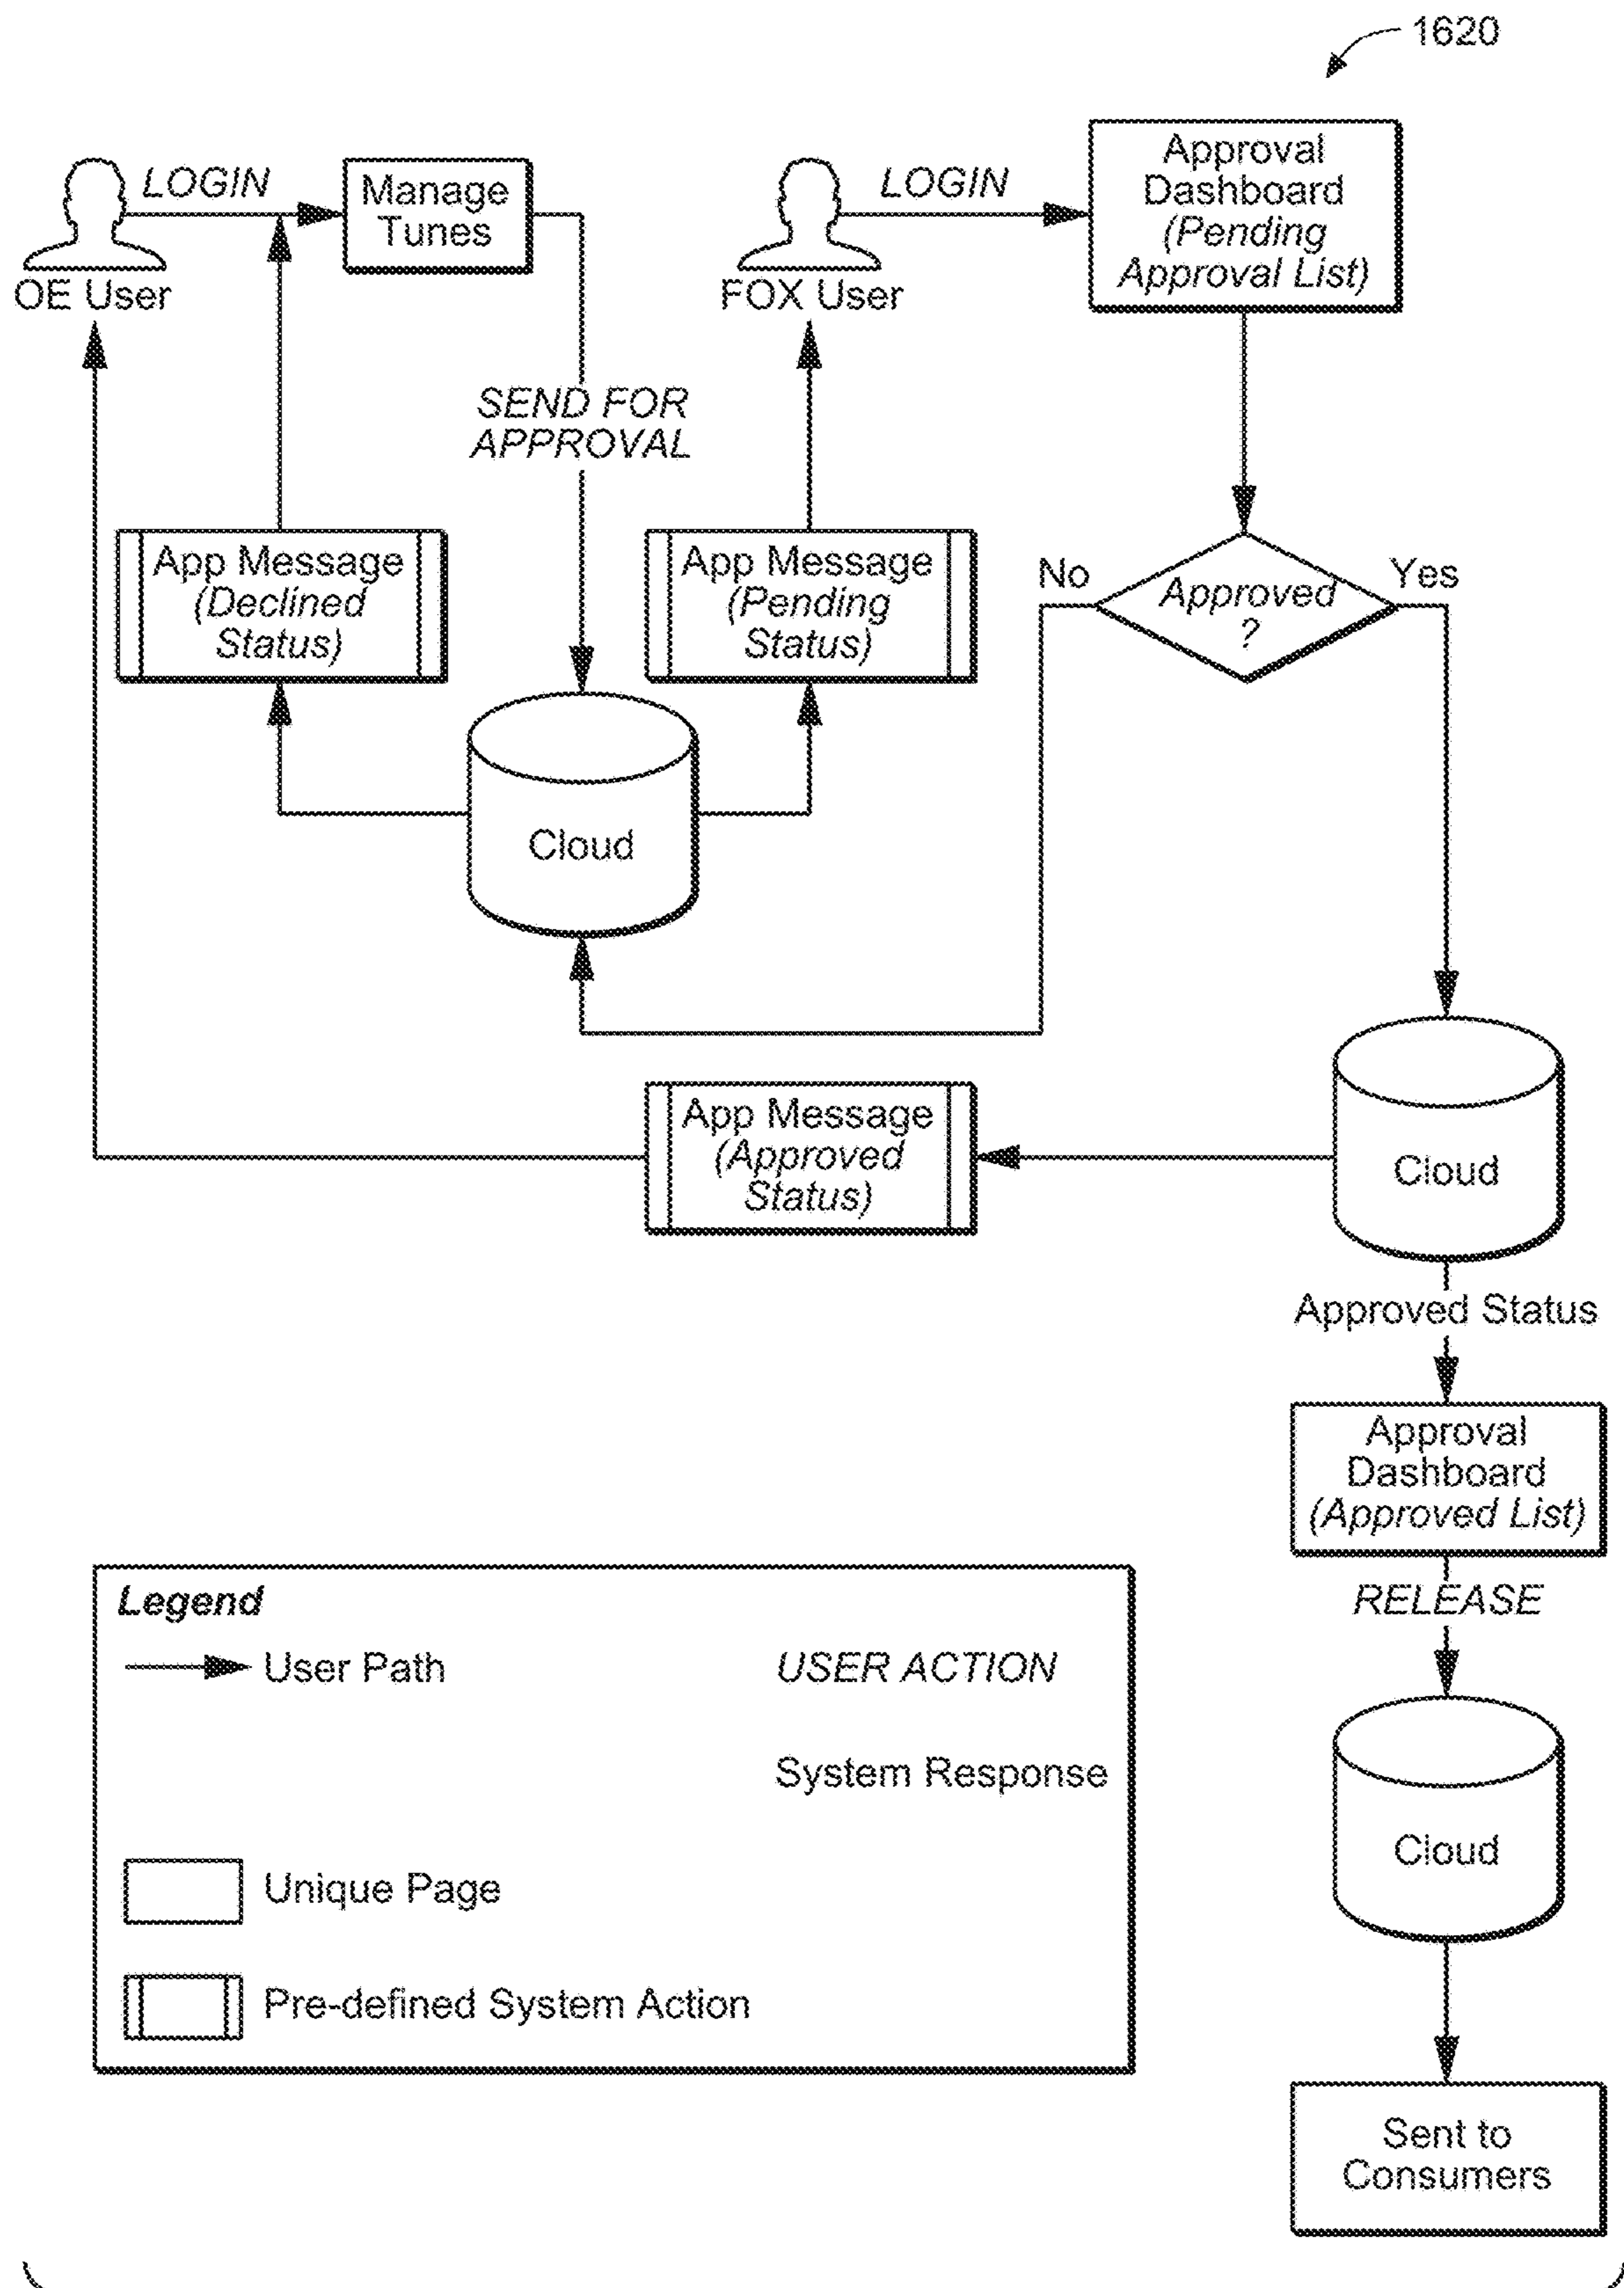 1620
LOGIN
Manage
Tunes
OE User
LOGIN
FOX User
Approval
Dashboard
(Pending
Approval List)
SEND FOR
APPROVAL
App Message
(Declined
Status)
App Message
(Pending
Status)
No
Approved
?
Yes
Cloud
App Message
(Approved
Status)
Cloud
Approved Status
Approval
Dashboard
(Approved List)
RELEASE
Cloud
Sent to
Consumers
Legend
User Path
USER ACTION
System Response
Unique Page
Pre-defined System Action